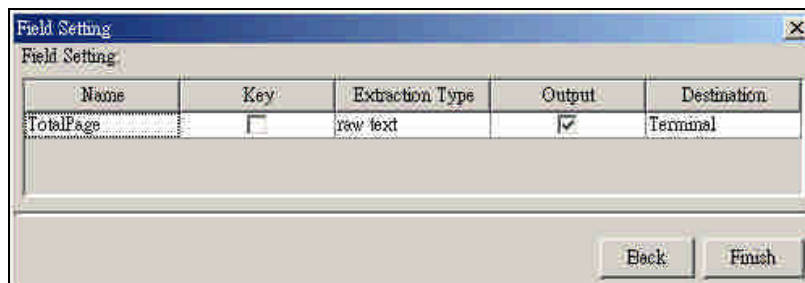 Field Setting
Field Setting
Name Key Extraction Type Output Destination
TotalPage raw text Terminal
Back Finish